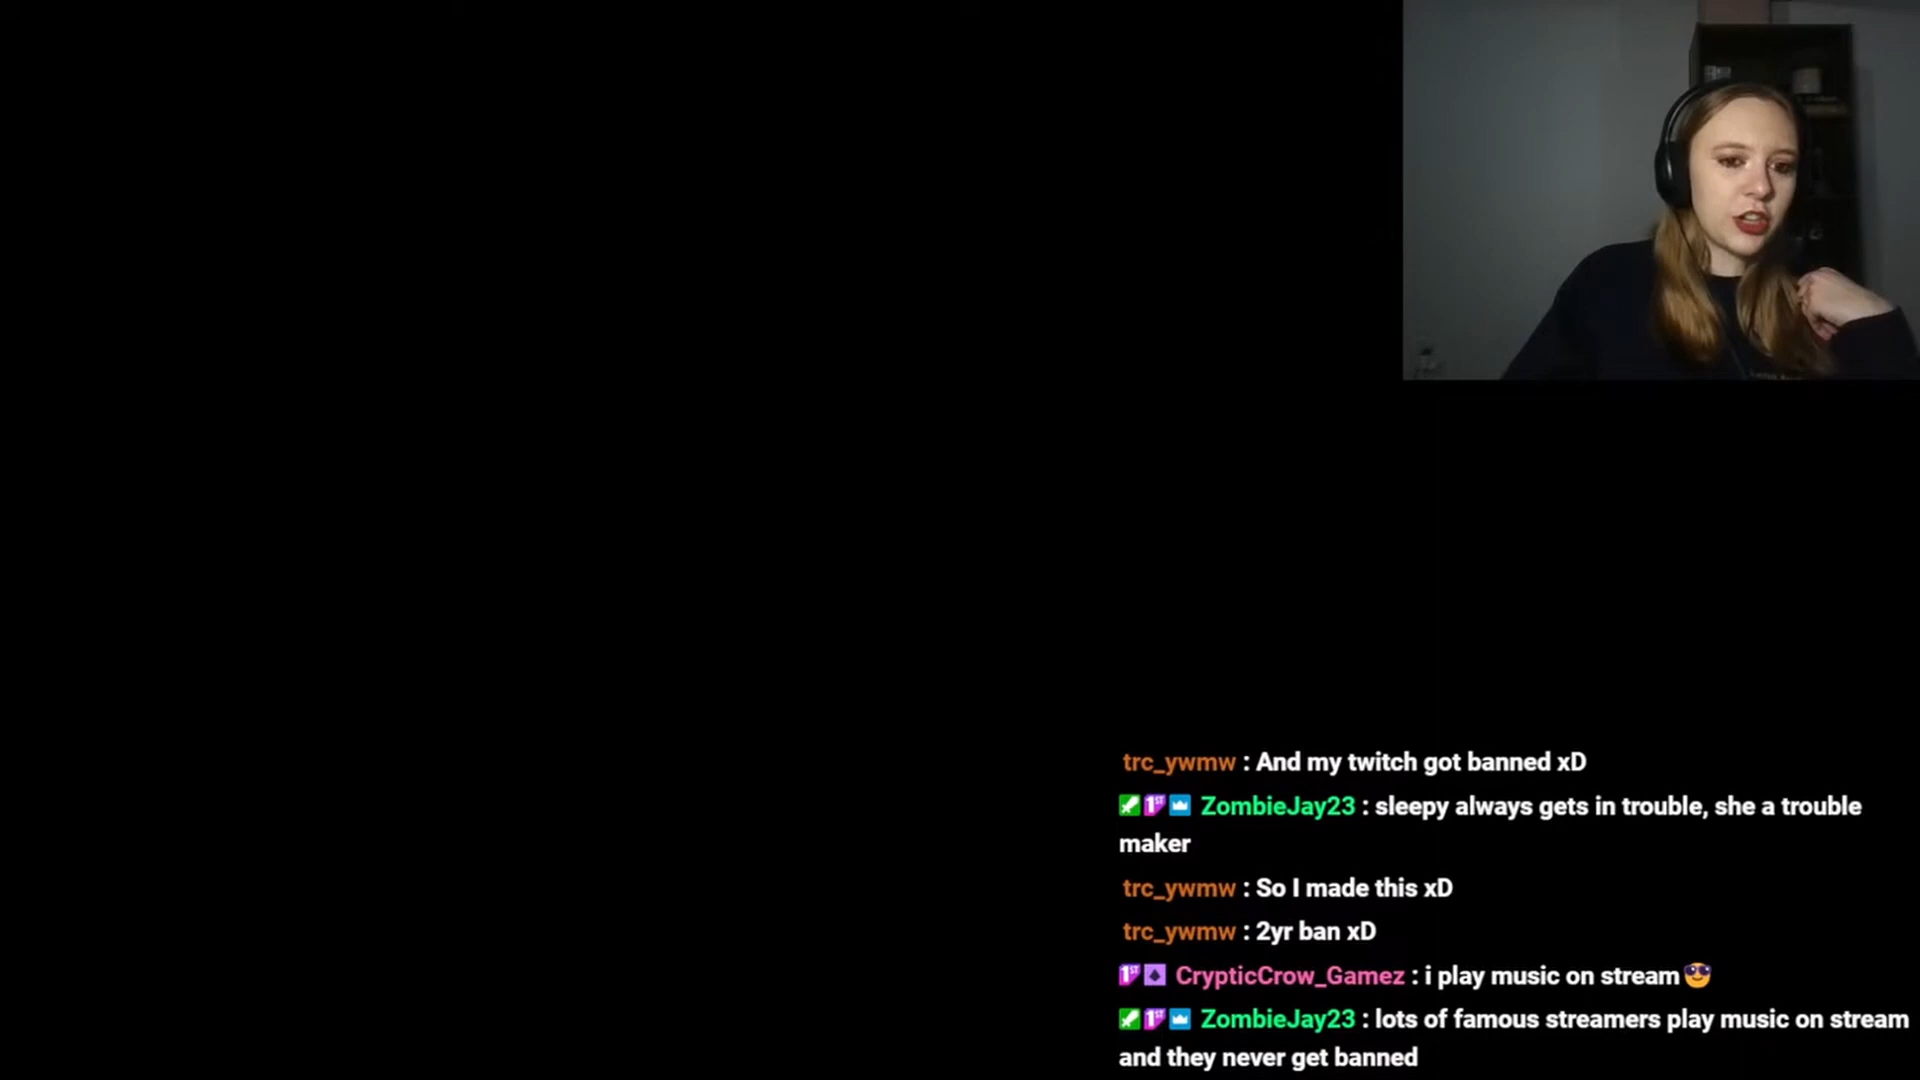 trc_ywmw : And my twitch got banned xD
ZombieJay23 : sleepy always gets in trouble, she a trouble
maker
trc_ywmw : So I made this xD
trc_ywmw : 2yr ban xD
CrypticCrow_Gamez : i play music on stream😎
ZombieJay23 : lots of famous streamers play music on stream
and they never get banned